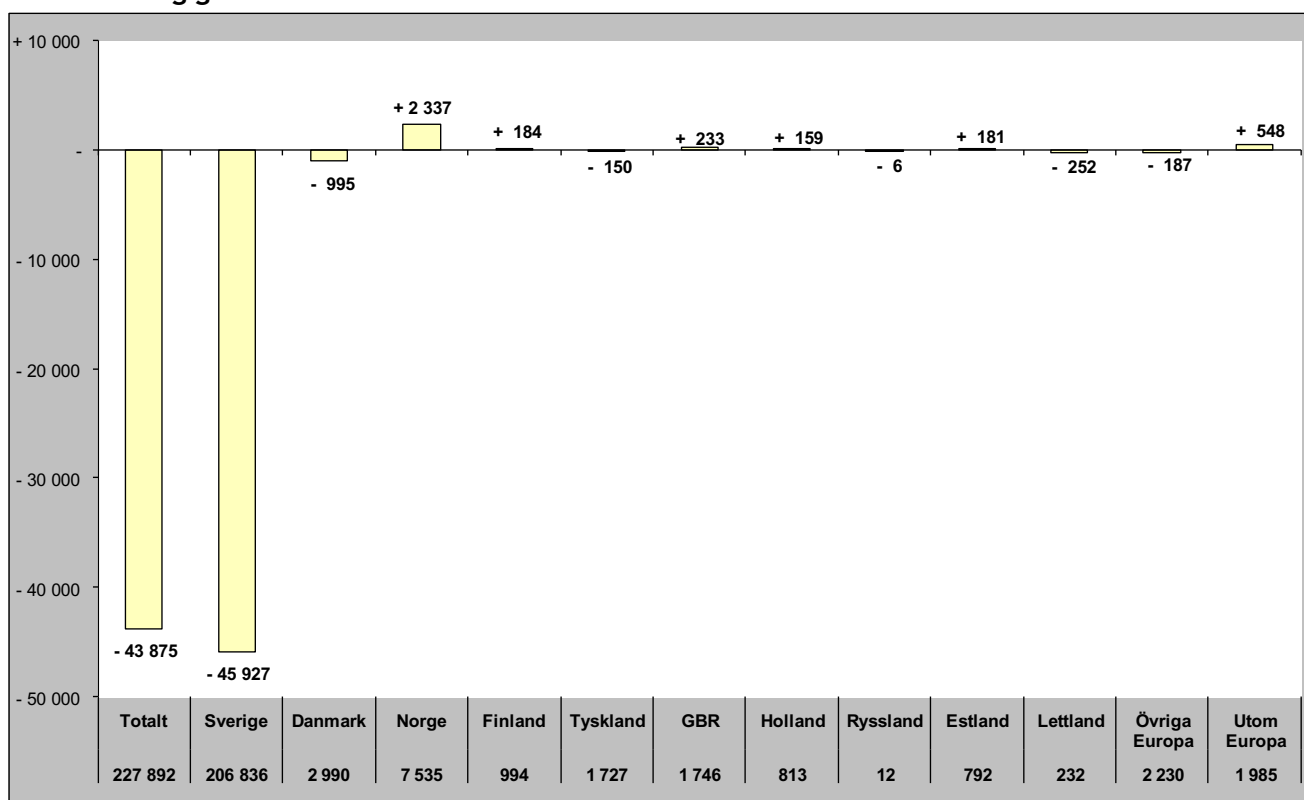 + 10 000
-
- 10 000
- 20 000
- 30 000
- 40 000
- 50 000
+ 2 337
+ 184
+ 233
+ 159
+ 181
+ 548
- 995
- 150
- 6
- 252
- 187
- 43 875
- 45 927
Totalt Sverige Danmark Norge Finland Tyskland GBR Holland Ryssland Estland Lettland Övriga Europa Utom Europa
227 892 206 836 2 990 7 535 994 1 727 1 746 813 12 792 232 2 230 1 985